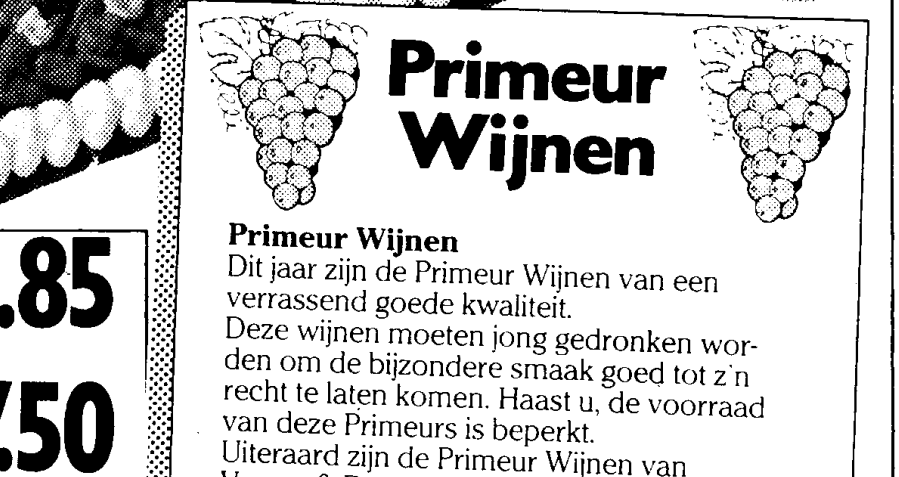 Primeur
Wijnen
Primeur Wijnen
Dit jaar zijn de Primeur Wijnen van een
verrassend goede kwaliteit.
Deze wijnen moeten jong gedronken wor-
den om de bijzondere smaak goed tot z'n
recht te laten komen. Haast u, de voorraad
van deze Primeurs is beperkt.
Uiteraard zijn de Primeur Wijnen van
.85
.50